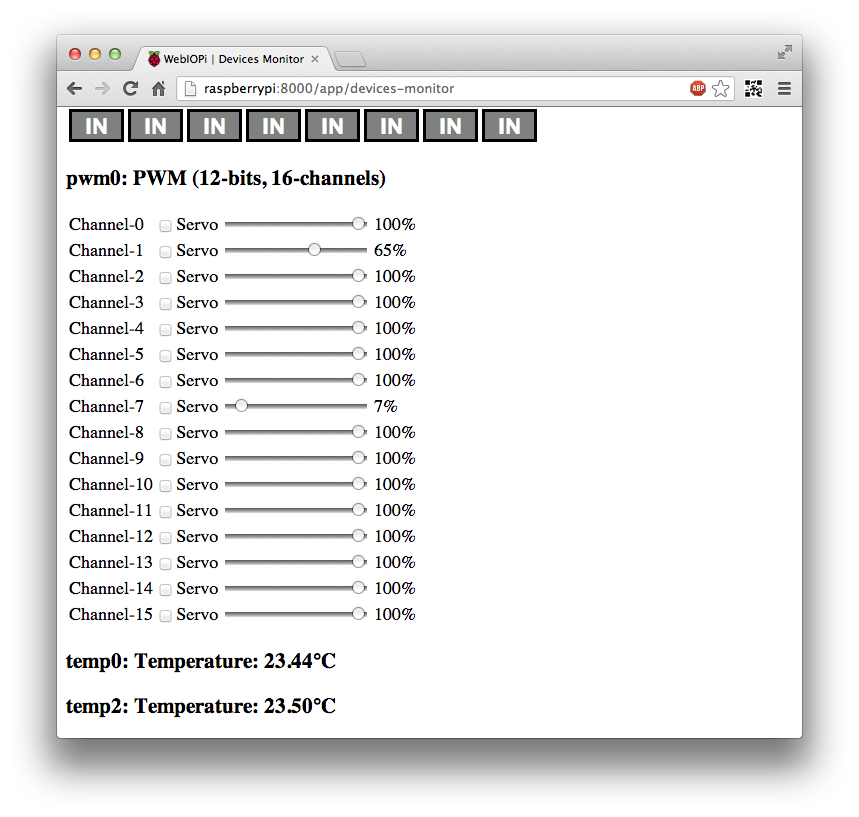 WebIOPi | Devices Monitor
raspberrypi:8000/app/devices-monitor
ABP
IN IN IN IN IN IN IN IN
pwm0: PWM (12-bits, 16-channels)
Channel-0 Servo 100%
Channel-1 Servo 65%
Channel-2 Servo 100%
Channel-3 Servo 100%
Channel-4 Servo 100%
Channel-5 Servo 100%
Channel-6 Servo 100%
Channel-7 Servo 7%
Channel-8 Servo 100%
Channel-9 Servo 100%
Channel-10 Servo 100%
Channel-11 Servo 100%
Channel-12 Servo 100%
Channel-13 Servo 100%
Channel-14 Servo 100%
Channel-15 Servo 100%
temp0: Temperature: 23.44°C
temp2: Temperature: 23.50°C